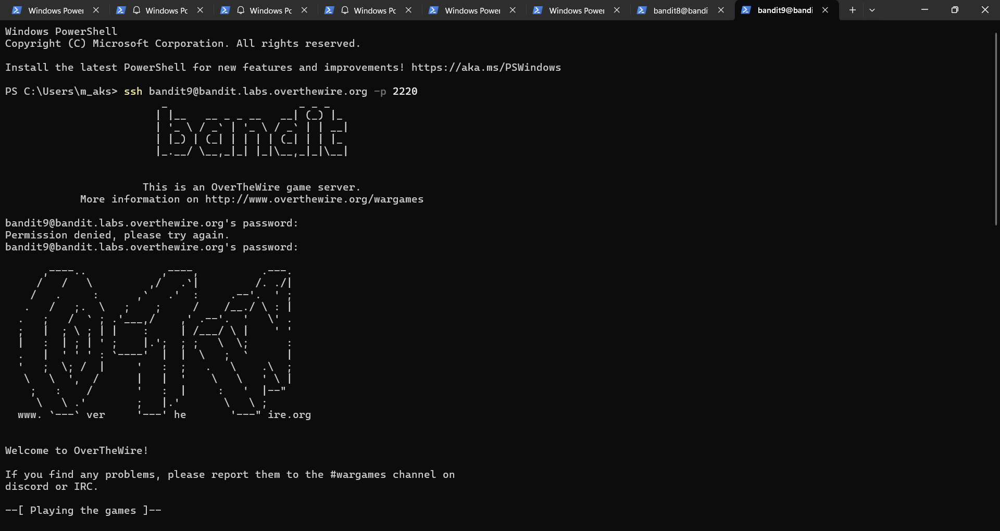 Windows Power
Windows Pc
Windows Pc
Windows Pc
Windows Power
Windows Power
bandit8@bandi
bandit9@bandi
Windows PowerShell
Copyright (C) Microsoft Corporation. All rights reserved.
Install the latest PowerShell for new features and improvements! https://aka.ms/PSWindows
PS C:\Users\m_aks> ssh bandit9@bandit.labs.overthewire.org -p 2220
                         _                     _ _ _
                        | |__   __ _ _ __   __| (_) |_
                        | '_ \ / _` | '_ \ / _` | | __|
                        | |_) | (_| | | | | (_| | | |_
                        |_.__/ \__,_|_| |_|\__,_|_|\__|
This is an OverTheWire game server.
More information on http://www.overthewire.org/wargames
bandit9@bandit.labs.overthewire.org's password:
Permission denied, please try again.
bandit9@bandit.labs.overthewire.org's password:
      ,----..            ,----,          .---.
     /   /   \         ,/   .`|         /. ./|
    /   .     :      ,`   .'  :     .--'.  ' ;
   .   /   ;.  \   ;    ;     /    /__./ \ : |
  .   ;   /  ` ; .'___,/    ,' .--'.  '   \' .
  ;   |  ; \ ; | |    :     | /___/ \ |    ' '
  |   :  | ; | ' ;    |.';  ; ;   \  \;      :
  .   |  ' ' ' : `----'  |  |  \   ;  `      |
  '   ;  \; /  |     '   :  ;   .   \    .\  ;
   \   \  ',  /      |   |  '    \   \   ' \ |
    ;   :    /       '   :  |     :   '  |--"
     \   \ .'        ;   |.'       \   \ ;
  www. `---` ver     '---' he       '---" ire.org
Welcome to OverTheWire!
If you find any problems, please report them to the #wargames channel on
discord or IRC.
--[ Playing the games ]--